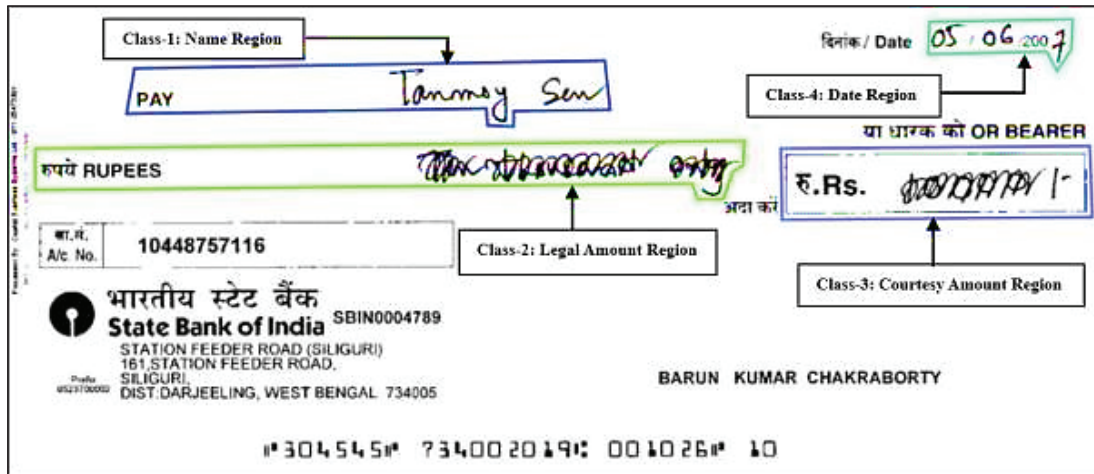 Class-1: Name Region
दिनांक / Date 05/06/2007
PAY Tanmoy Sen
Class-4: Date Region
या धारक को OR BEARER
रुपये RUPEES only
अदा करें
रु.Rs. /-
खा.सं.
A/c. No. 10448757116
Class-2: Legal Amount Region
Class-3: Courtesy Amount Region
भारतीय स्टेट बैंक
State Bank of India SBIN0004789
STATION FEEDER ROAD (SILIGURI)
161,STATION FEEDER ROAD,
SILIGURI,
DIST:DARJEELING, WEST BENGAL 734005
Prefix
BARUN KUMAR CHAKRABORTY
⑈304545⑈ 734002019⑆ 001026⑈ 10